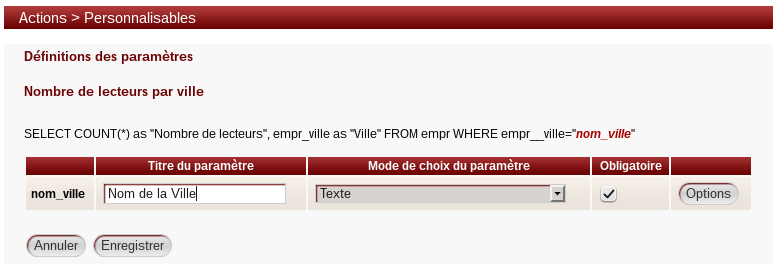 Actions > Personnalisables
Définitions des paramètres
Nombre de lecteurs par ville
SELECT COUNT(*) as "Nombre de lecteurs", empr_ville as "Ville" FROM empr WHERE empr__ville="nom_ville"
Titre du paramètre Mode de choix du paramètre Obligatoire
nom_ville Nom de la Ville Texte Options
Annuler Enregistrer